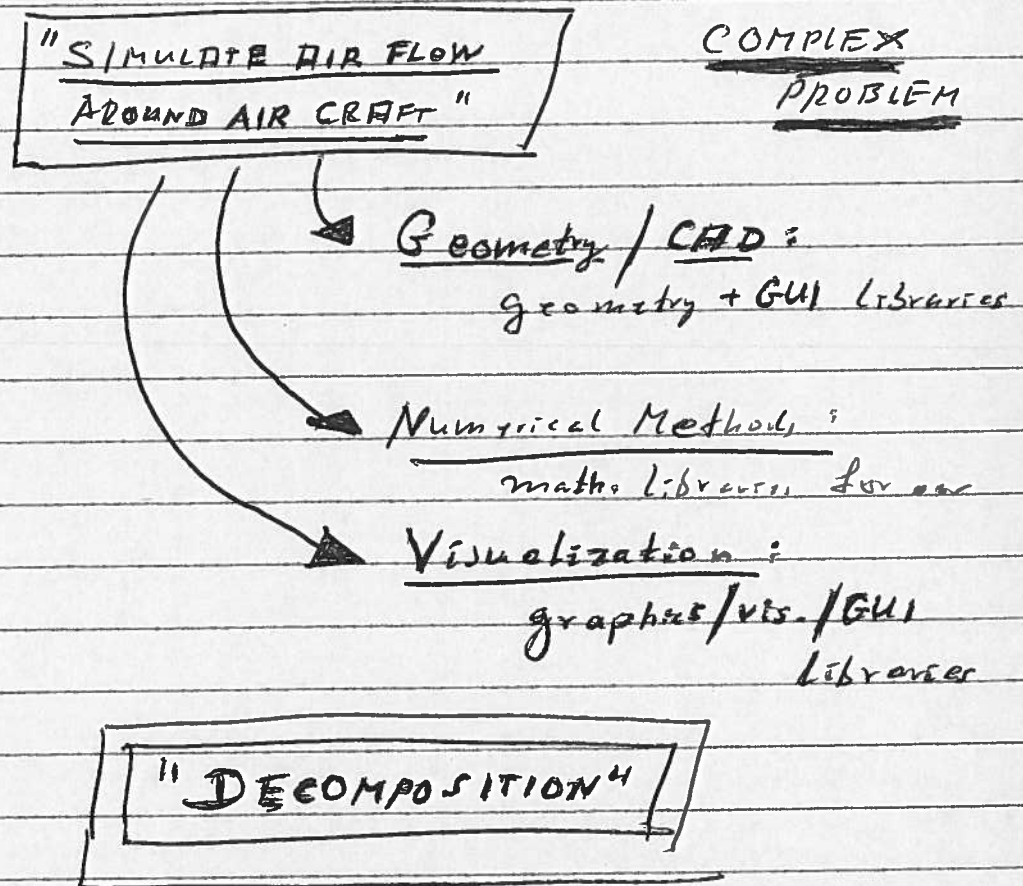 "SIMULATE AIR FLOW
AROUND AIR CRAFT"
COMPLEX
PROBLEM
Geometry / CAD:
geometry + GUI libraries
Numerical Methods:
math. libraries for
Visualization:
graphics/vis./GUI
libraries
"DECOMPOSITION"